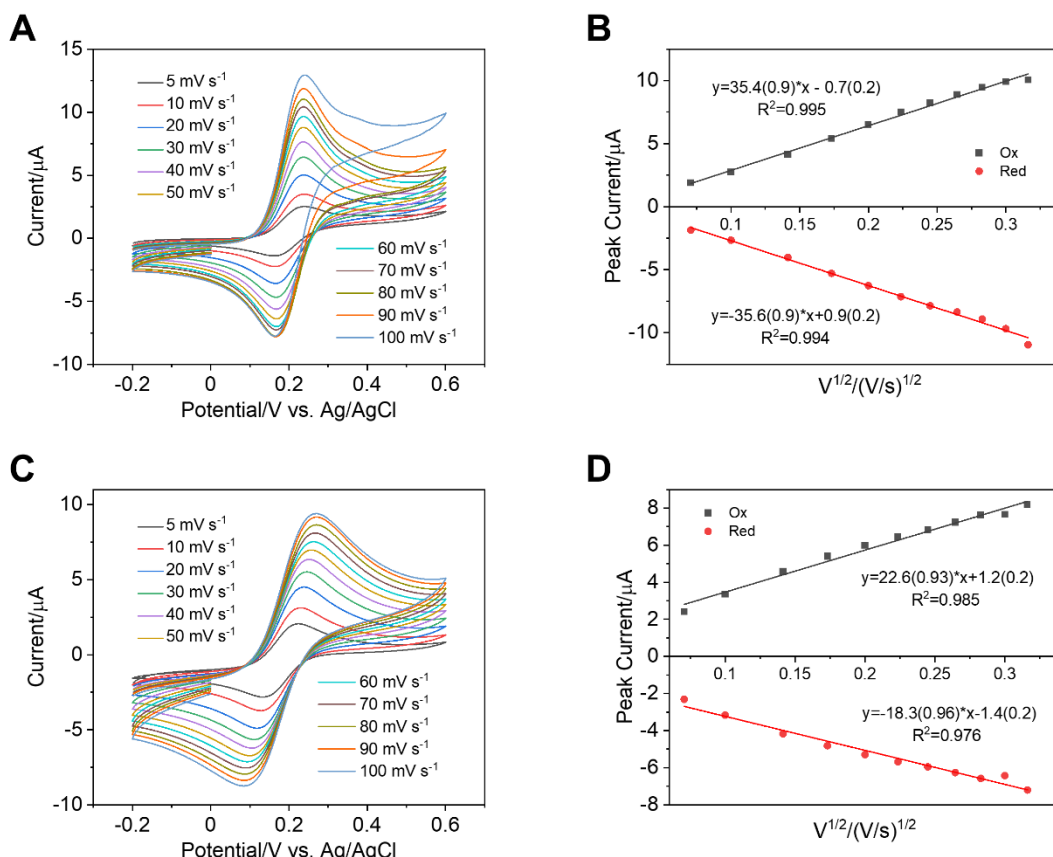 A
15
10
5
0
-5
-10
Current/μA
5 mV s⁻¹
10 mV s⁻¹
20 mV s⁻¹
30 mV s⁻¹
40 mV s⁻¹
50 mV s⁻¹
60 mV s⁻¹
70 mV s⁻¹
80 mV s⁻¹
90 mV s⁻¹
100 mV s⁻¹
-0.2 0 0.2 0.4 0.6
Potential/V vs. Ag/AgCl
B
10
5
0
-5
-10
Peak Current/μA
y=35.4(0.9)*x - 0.7(0.2)
R²=0.995
Ox
Red
0.1 0.15 0.2 0.25 0.3
y=-35.6(0.9)*x+0.9(0.2)
R²=0.994
V¹ᐟ²/(V/s)¹ᐟ²
C
10
5
0
-5
-10
Current/μA
5 mV s⁻¹
10 mV s⁻¹
20 mV s⁻¹
30 mV s⁻¹
40 mV s⁻¹
50 mV s⁻¹
60 mV s⁻¹
70 mV s⁻¹
80 mV s⁻¹
90 mV s⁻¹
100 mV s⁻¹
-0.2 0 0.2 0.4 0.6
Potential/V vs. Ag/AgCl
D
8
6
4
2
0
-2
-4
-6
-8
Peak Current/μA
Ox
Red
y=22.6(0.93)*x+1.2(0.2)
R²=0.985
0.1 0.15 0.2 0.25 0.3
y=-18.3(0.96)*x-1.4(0.2)
R²=0.976
V¹ᐟ²/(V/s)¹ᐟ²